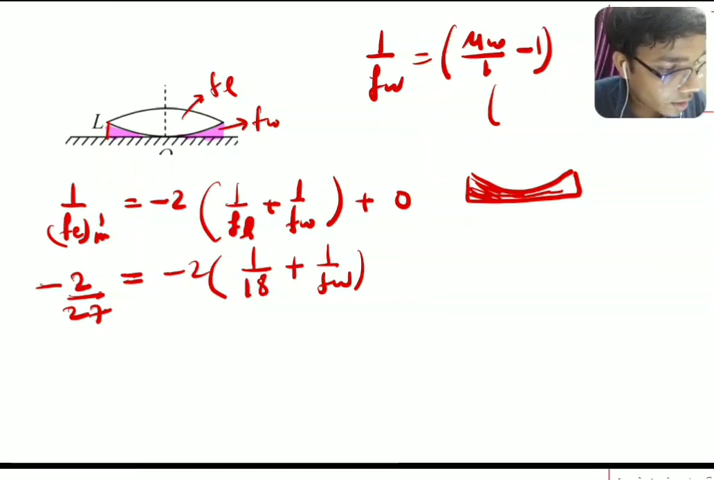 1/fw = (μw/1 - 1)
(
fl
L fw
1/(fe)m = -2 (1/fl + 1/fw) + 0
-2/27 = -2 (1/18 + 1/fw)